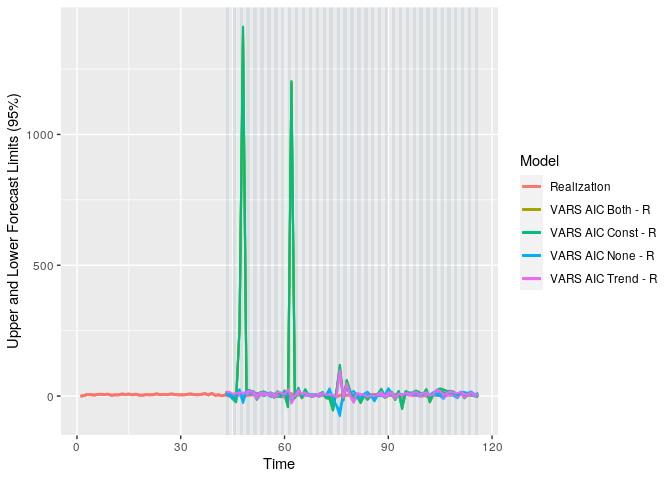 Upper and Lower Forecast Limits (95%)
1000
500
0
0
30
60
90
120
Time
Model
Realization
VARS AIC Both - R
VARS AIC Const - R
VARS AIC None - R
VARS AIC Trend - R